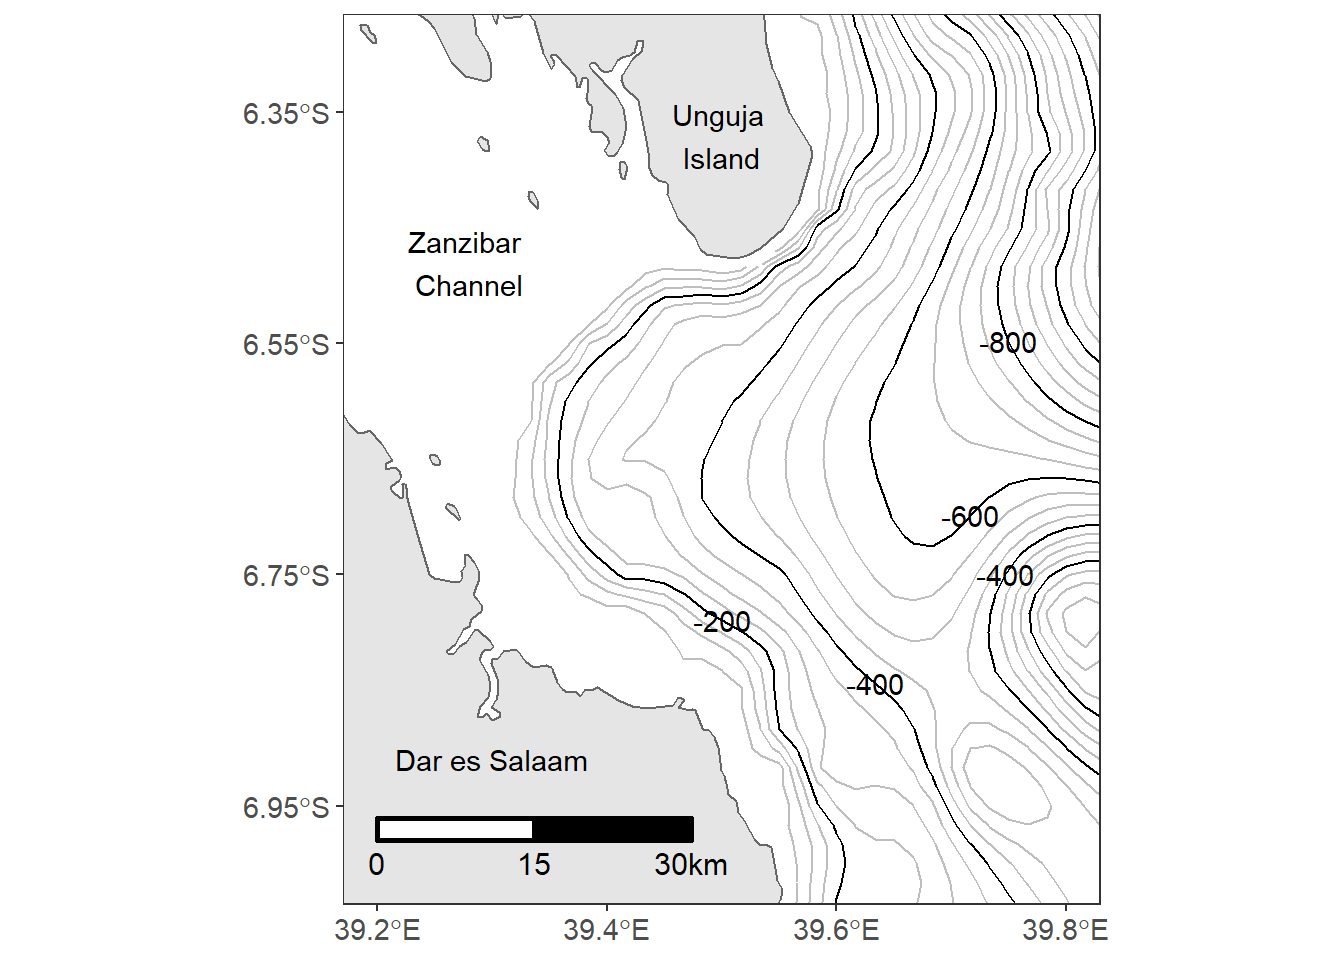 6.35°S
6.55°S
6.75°S
6.95°S
Unguja
Island
Zanzibar
Channel
-800
-600
-400
-200
-400
Dar es Salaam
0 15 30km
39.2°E 39.4°E 39.6°E 39.8°E